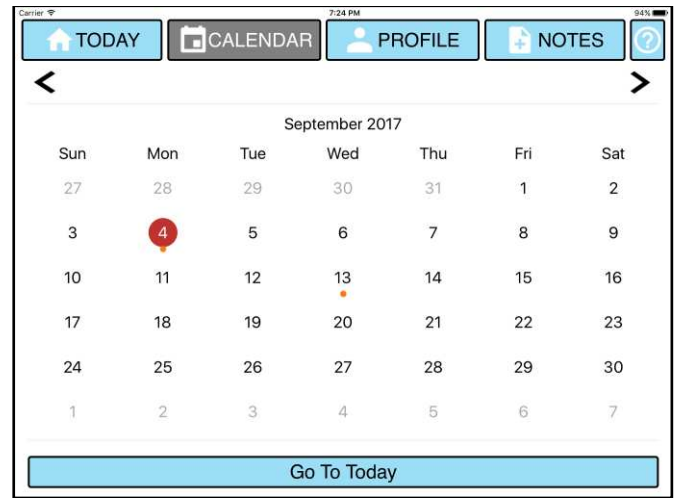 Carrier 7:24 PM 94%
TODAY CALENDAR PROFILE NOTES ?
< >
September 2017
Sun Mon Tue Wed Thu Fri Sat
27 28 29 30 31 1 2
3 4 5 6 7 8 9
10 11 12 13 14 15 16
17 18 19 20 21 22 23
24 25 26 27 28 29 30
1 2 3 4 5 6 7
Go To Today